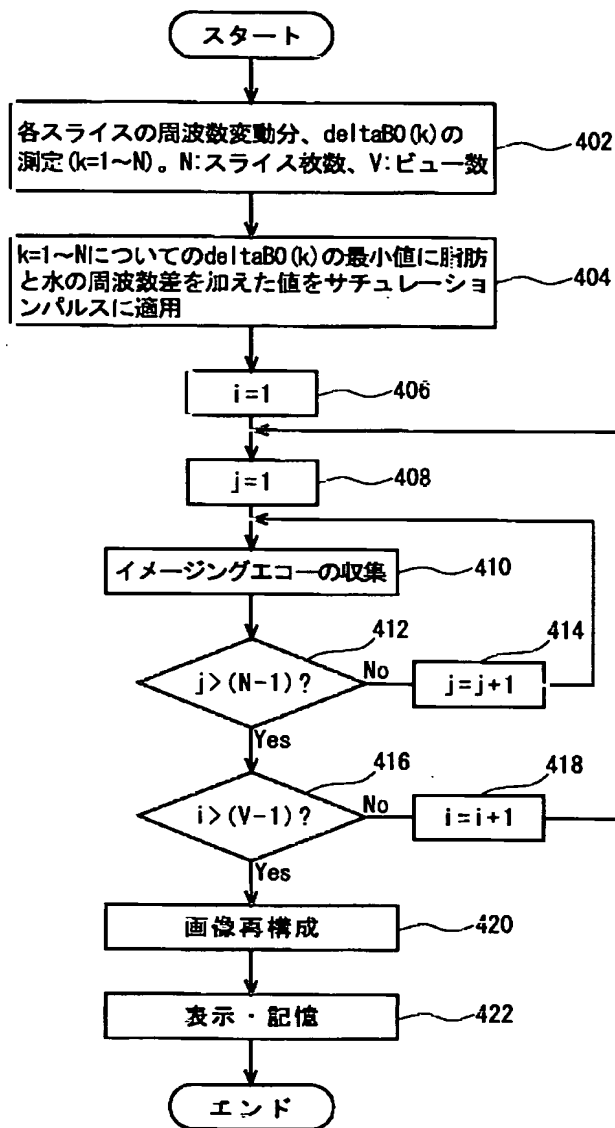 スタート
各スライスの周波数変動分、deltaB0(k)の
測定(k=1~N)。N:スライス枚数、V:ビュー数
402
k=1~NについてのdeltaB0(k)の最小値に脂肪
と水の周波数差を加えた値をサチュレーショ
ンパルスに適用
404
i=1
406
j=1
408
イメージングエコーの収集
410
412
414
j>(N-1)?
No
j=j+1
Yes
416
418
i>(V-1)?
No
i=i+1
Yes
画像再構成
420
表示・記憶
422
エンド